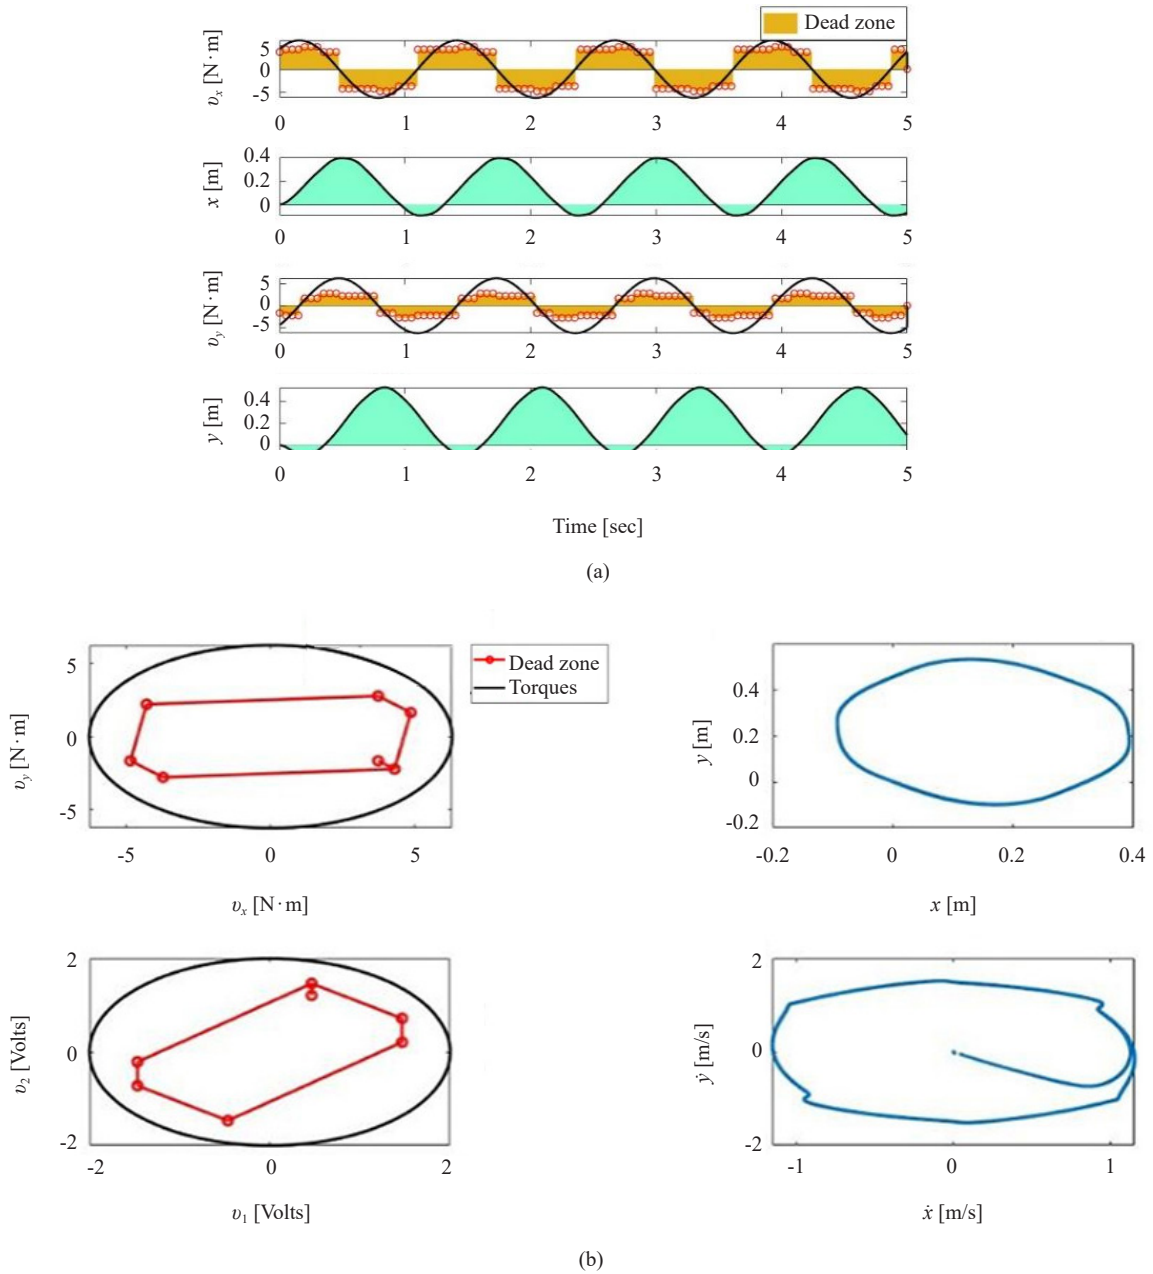 Dead zone
υx [N·m]
5
0
-5
0 1 2 3 4 5
x [m]
0.4
0.2
0
0 1 2 3 4 5
υy [N·m]
5
0
-5
0 1 2 3 4 5
y [m]
0.4
0.2
0
0 1 2 3 4 5
Time [sec]
(a)
υy [N·m]
5
0
-5
-5 0 5
υx [N·m]
Dead zone
Torques
y [m]
0.4
0.2
0
-0.2
-0.2 0 0.2 0.4
x [m]
υ2 [Volts]
2
0
-2
-2 0 2
υ1 [Volts]
ẏ [m/s]
2
0
-2
-1 0 1
ẋ [m/s]
(b)